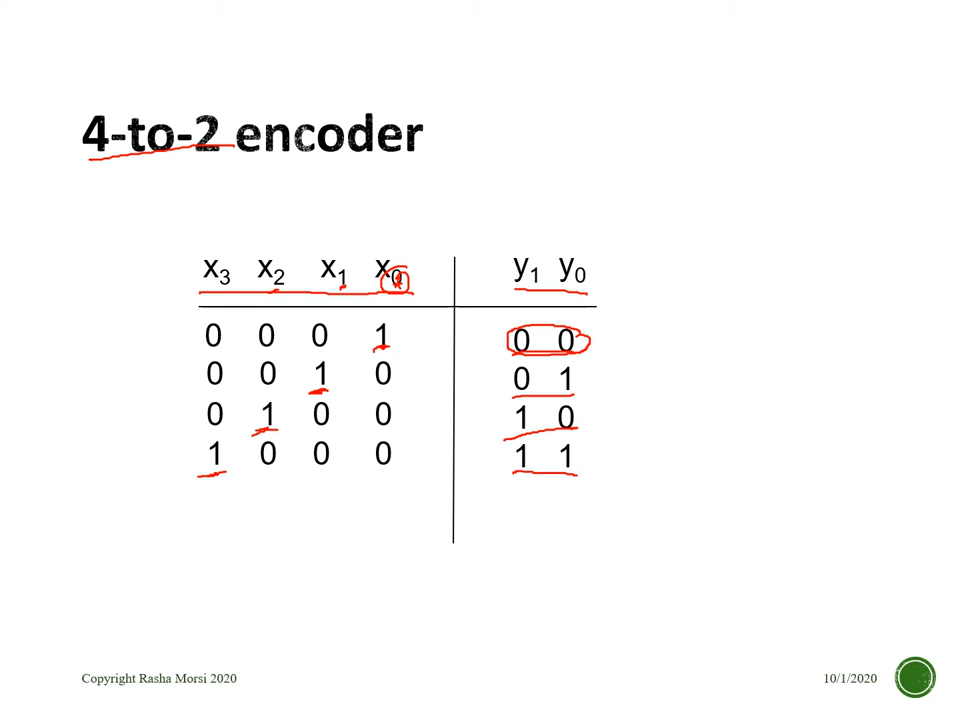 4-to-2 encoder
x₃ x₂ x₁ x₀ y₁ y₀
0 0 0 1 0 0
0 0 1 0 0 1
0 1 0 0 1 0
1 0 0 0 1 1
Copyright Rasha Morsi 2020 10/1/2020